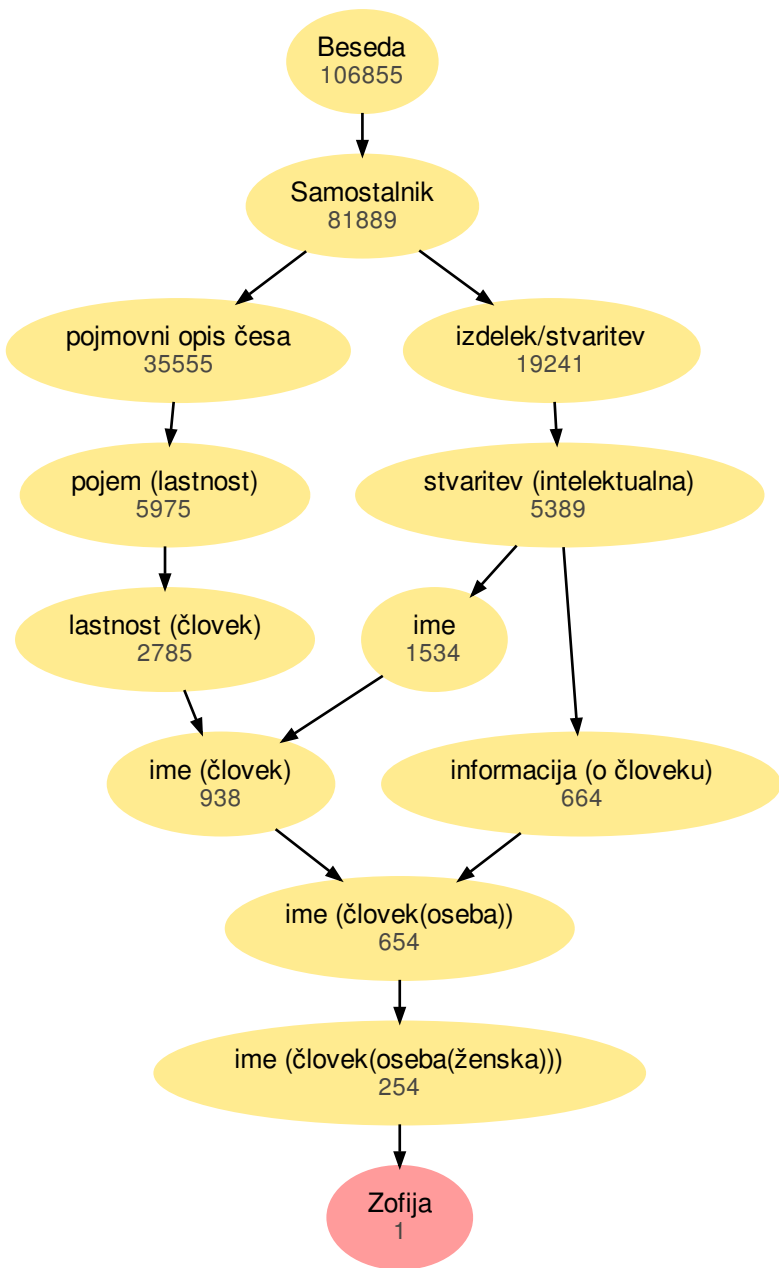 Beseda
106855
Samostalnik
81889
pojmovni opis česa
35555
izdelek/stvaritev
19241
pojem (lastnost)
5975
stvaritev (intelektualna)
5389
lastnost (človek)
2785
ime
1534
ime (človek)
938
informacija (o človeku)
664
ime (človek(oseba))
654
ime (človek(oseba(ženska)))
254
Zofija
1